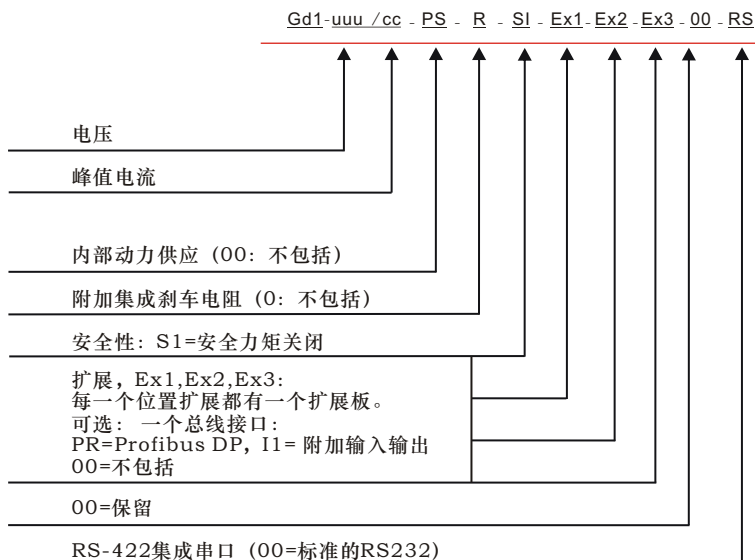 Gd1-uuu /cc - PS - R - SI - Ex1-Ex2-Ex3-00-RS
电压
峰值电流
内部动力供应 (00: 不包括)
附加集成刹车电阻 (0: 不包括)
安全性: S1=安全力矩关闭
扩展, Ex1,Ex2,Ex3:
每一个位置扩展都有一个扩展板。
可选: 一个总线接口:
PR=Profibus DP, I1= 附加输入输出
00=不包括
00=保留
RS-422集成串口 (00=标准的RS232)